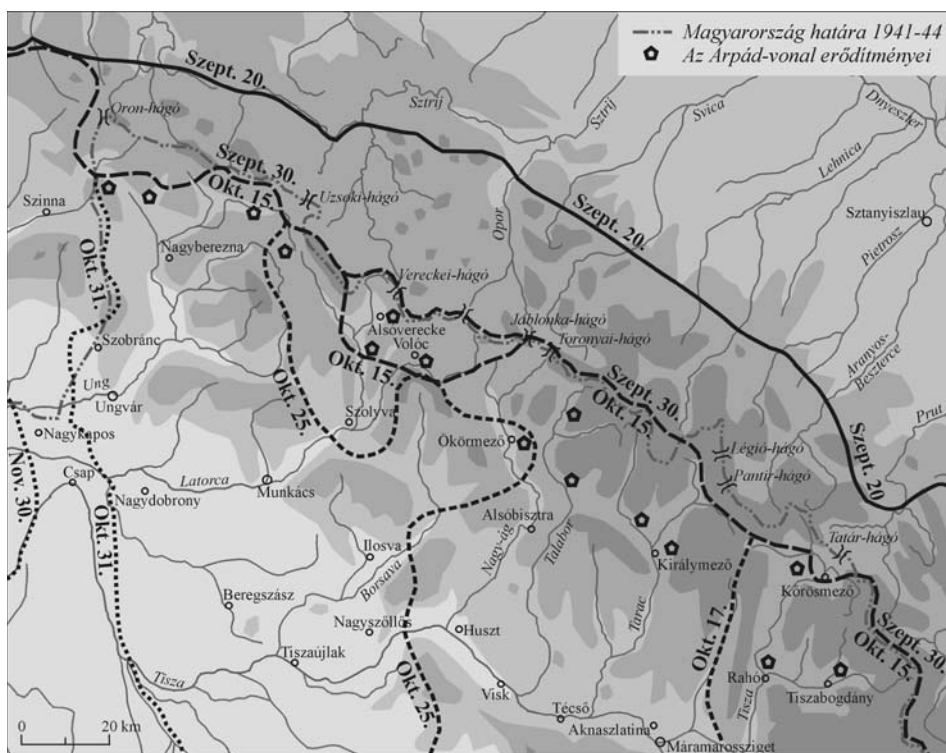 Magyarország határa 1941-44
Az Árpád-vonal erődítményei
Szept. 20.
Sztrij
Sztrij
Svica
Dnyeszter
Oron-hágó
Lehnica
Szept. 30.
Okt. 15.
Uzsoki-hágó
Szinna
Opor
Szept. 20.
Sztanyiszlau
Pietrosz
Nagyberezna
Okt. 31.
Vereckei-hágó
Alsóverecke
Volóc
Jablonka-hágó
Toronyai-hágó
Szobránc
Okt. 15.
Aranyos-
Beszterce
Ung
Ungvár
Okt. 25.
Szept. 30.
Okt. 15
Prut
Szolyva
Nagykapos
Ökörmező
Légió-hágó
Szept. 20
Csap
Latorca
Munkács
Pantir-hágó
Nagydobrony
Nov. 30.
Okt. 31.
Alsóbisztra
Talabor
Nagy-ág
Tatár-hágó
Ilosva
Borsava
Királymező
Kőrösmező
Beregszász
Tarac
Okt. 17.
Nagyszőllős
Huszt
Szept. 30.
Okt. 15.
Tiszaújlak
Tisza
Okt. 25.
Visk
Rahó
Tiszabogdány
Tisza
Técső
Aknaszlatina
Máramarossziget
0 20 km